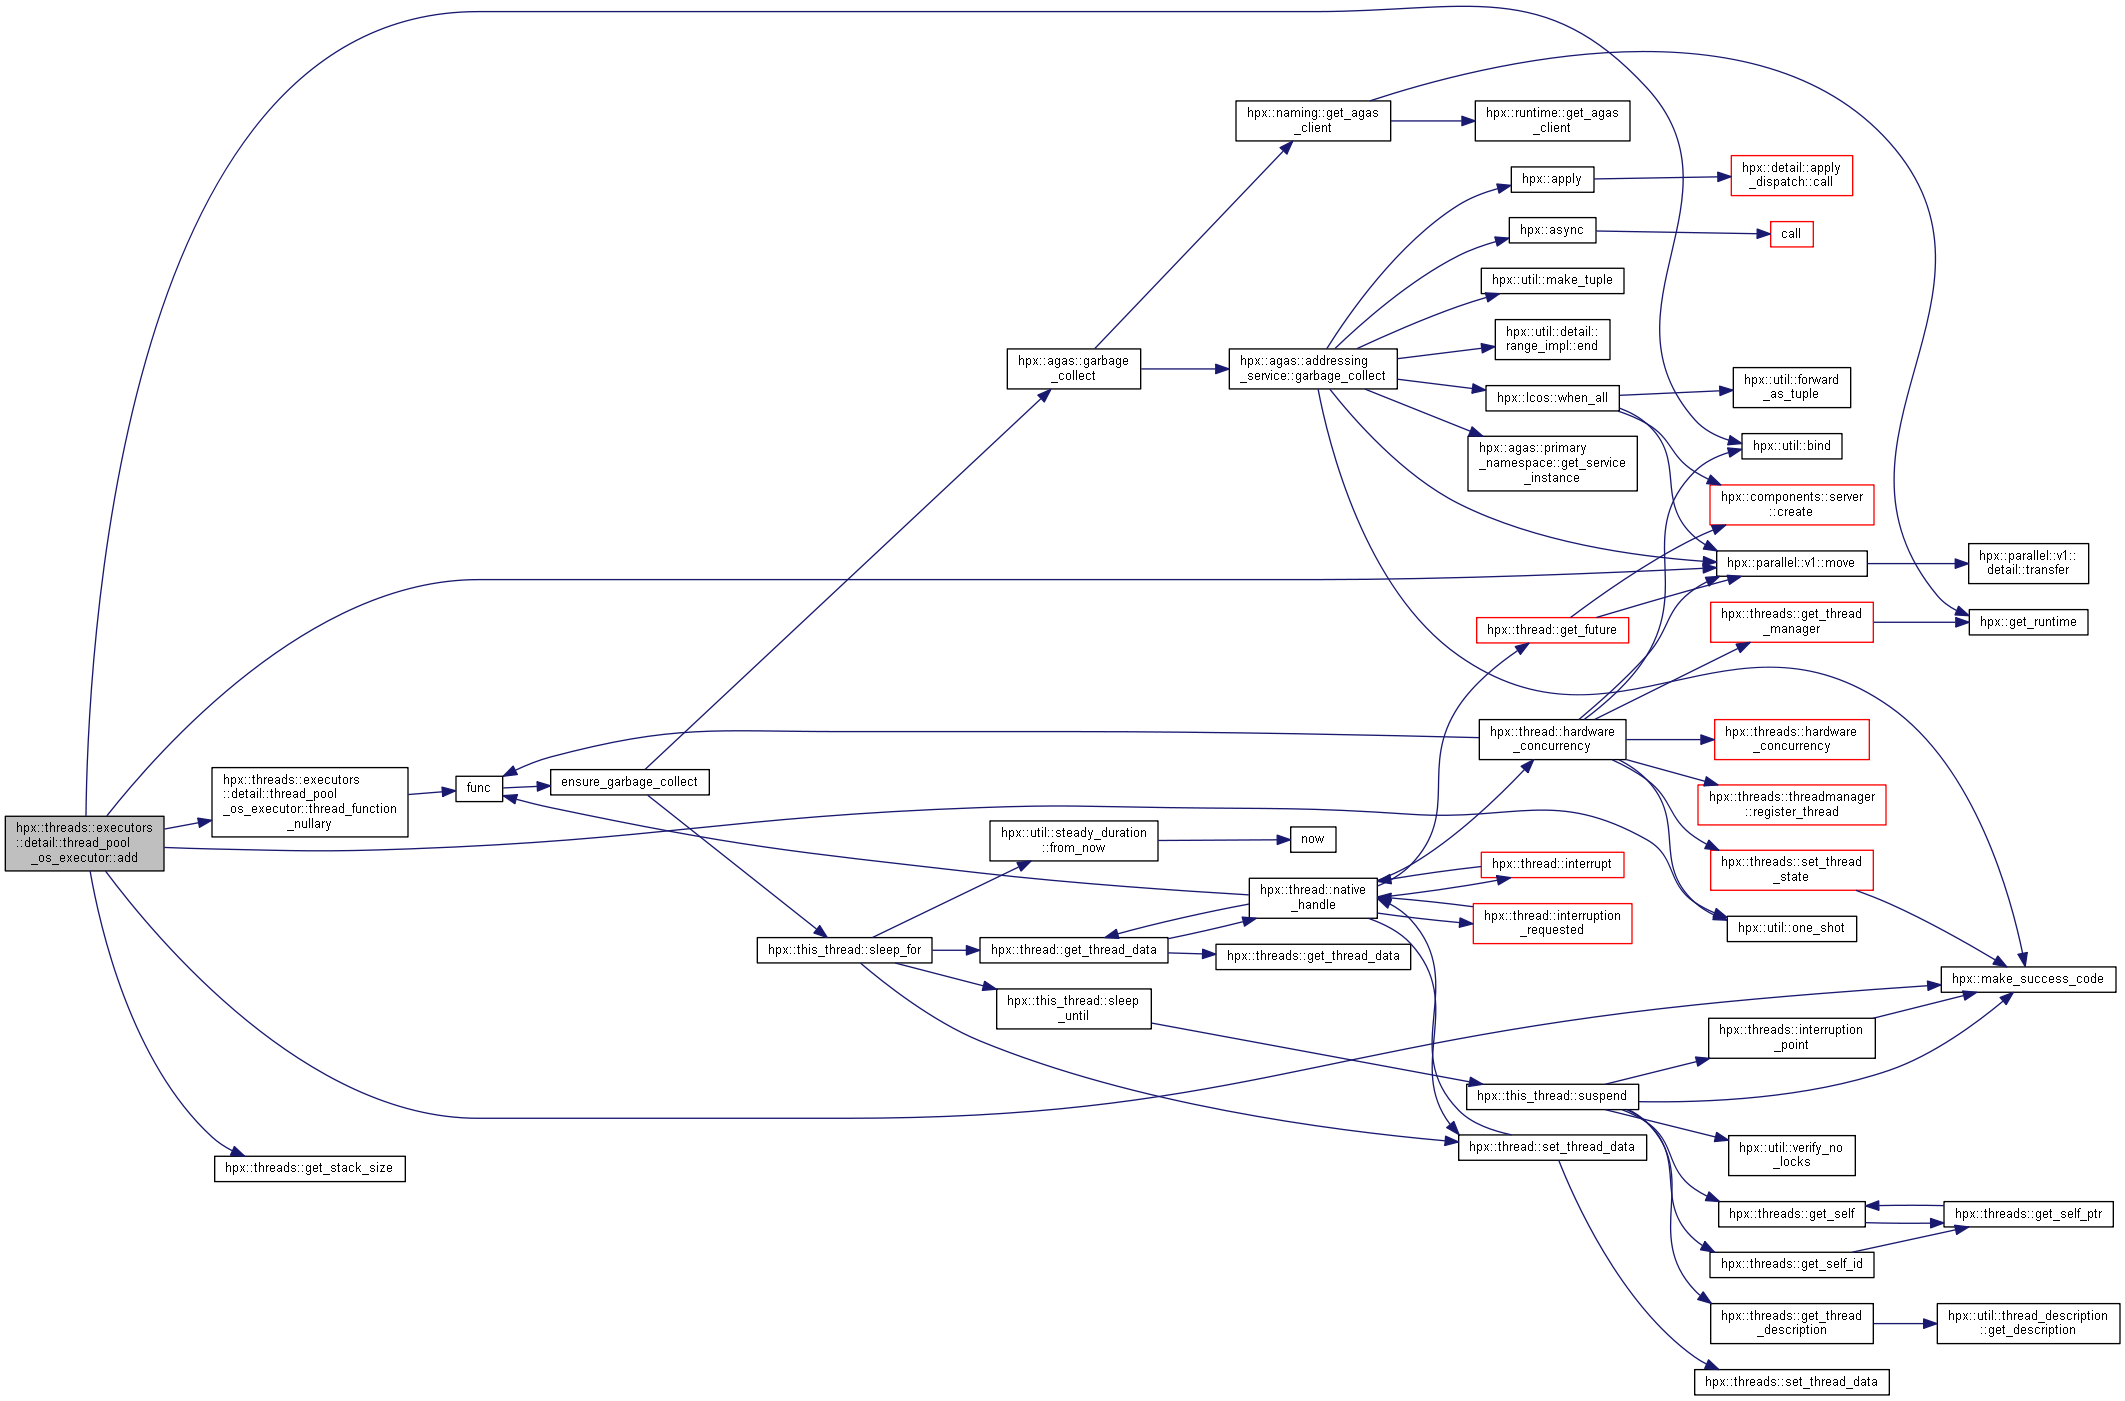 hpx::threads::executors
::detail::thread_pool
_os_executor::add
hpx::threads::executors
::detail::thread_pool
_os_executor::thread_function
_nullary
hpx::threads::get_stack_size
func
ensure_garbage_collect
hpx::this_thread::sleep_for
hpx::agas::garbage
_collect
hpx::util::steady_duration
::from_now
hpx::thread::get_thread_data
hpx::this_thread::sleep
_until
hpx::naming::get_agas
_client
hpx::agas::addressing
_service::garbage_collect
now
hpx::thread::native
_handle
hpx::threads::get_thread_data
hpx::runtime::get_agas
_client
hpx::apply
hpx::async
hpx::util::make_tuple
hpx::util::detail::
range_impl::end
hpx::lcos::when_all
hpx::agas::primary
_namespace::get_service
_instance
hpx::thread::get_future
hpx::thread::hardware
_concurrency
hpx::thread::interrupt
hpx::thread::interruption
_requested
hpx::this_thread::suspend
hpx::thread::set_thread_data
hpx::detail::apply
_dispatch::call
call
hpx::util::forward
_as_tuple
hpx::util::bind
hpx::components::server
::create
hpx::parallel::v1::move
hpx::threads::get_thread
_manager
hpx::threads::hardware
_concurrency
hpx::threads::threadmanager
::register_thread
hpx::threads::set_thread
_state
hpx::util::one_shot
hpx::threads::interruption
_point
hpx::util::verify_no
_locks
hpx::threads::get_self
hpx::threads::get_self_id
hpx::threads::get_thread
_description
hpx::threads::set_thread_data
hpx::parallel::v1::
detail::transfer
hpx::get_runtime
hpx::make_success_code
hpx::threads::get_self_ptr
hpx::util::thread_description
::get_description